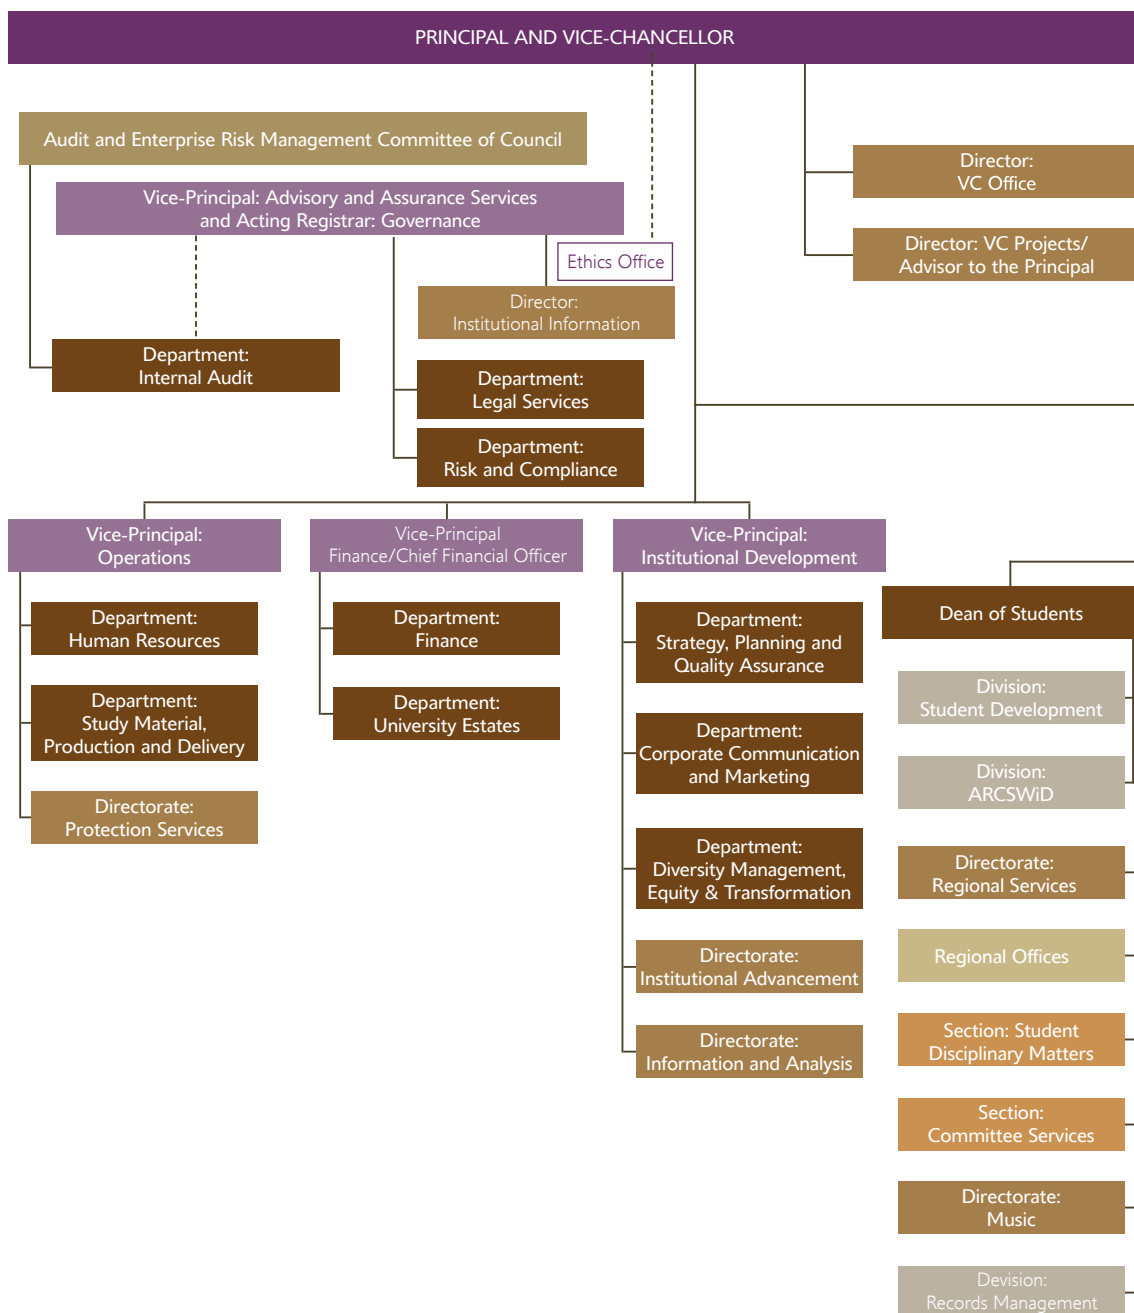 PRINCIPAL AND VICE-CHANCELLOR
Audit and Enterprise Risk Management Committee of Council
Director:
VC Office
Vice-Principal: Advisory and Assurance Services
and Acting Registrar: Governance
Ethics Office
Director: VC Projects/
Advisor to the Principal
Director:
Institutional Information
Department:
Internal Audit
Department:
Legal Services
Department:
Risk and Compliance
Vice-Principal:
Operations
Department:
Human Resources
Department:
Study Material,
Production and Delivery
Directorate:
Protection Services
Vice-Principal
Finance/Chief Financial Officer
Department:
Finance
Department:
University Estates
Vice-Principal:
Institutional Development
Department:
Strategy, Planning and
Quality Assurance
Department:
Corporate Communication
and Marketing
Department:
Diversity Management,
Equity & Transformation
Directorate:
Institutional Advancement
Directorate:
Information and Analysis
Dean of Students
Division:
Student Development
Division:
ARCSWiD
Directorate:
Regional Services
Regional Offices
Section: Student
Disciplinary Matters
Section:
Committee Services
Directorate:
Music
Devision:
Records Management